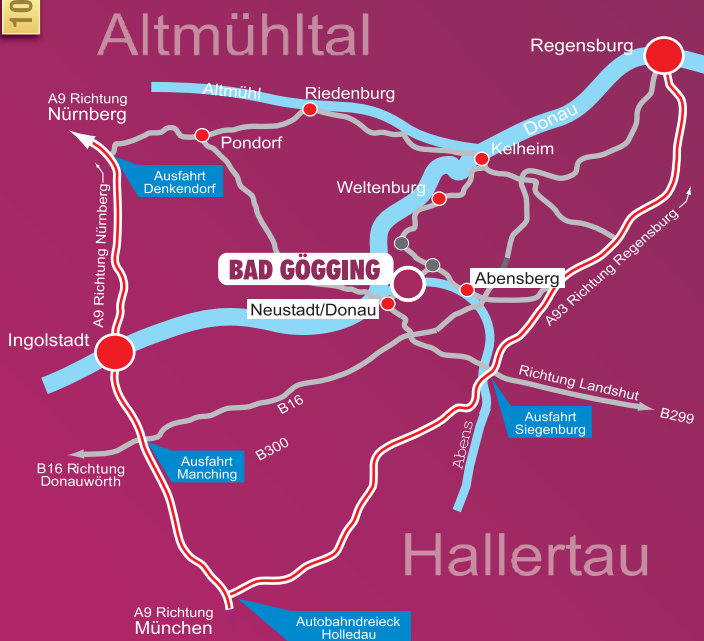 10
Altmühltal
Regensburg
A9 Richtung
Nürnberg
Altmühl
Riedenburg
Donau
Pondorf
Kelheim
Ausfahrt
Denkendorf
Weltenburg
A9 Richtung Nürnberg
BAD GÖGGING
Abensberg
A93 Richtung Regensburg
Neustadt/Donau
Ingolstadt
Richtung Landshut
B299
B16
Ausfahrt
Siegenburg
Abens
B300
B16 Richtung
Donauwörth
Ausfahrt
Manching
Hallertau
A9 Richtung
München
Autobahndreieck
Holledau